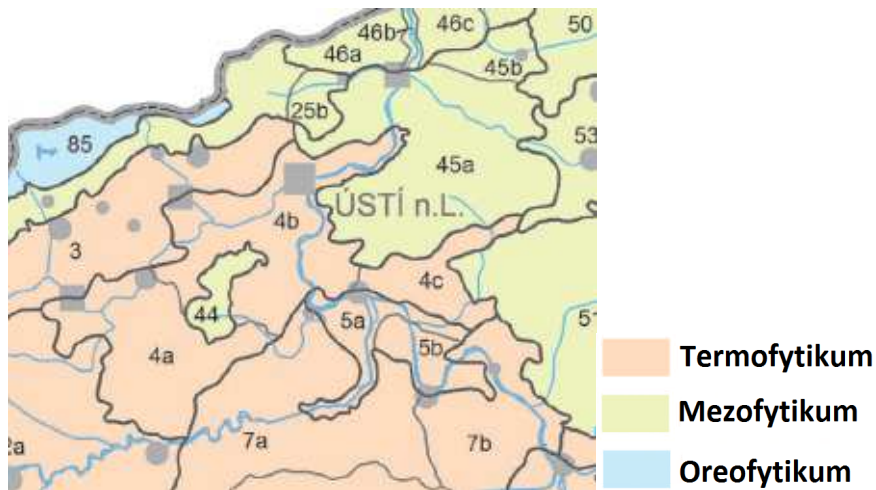 46b
46c
50
46a
45b
25b
85
53
45a
ÚSTÍ n.L.
4b
3
4c
44
5a
51
5b
4a
Termofytikum
Mezofytikum
7a
7b
2a
Oreofytikum